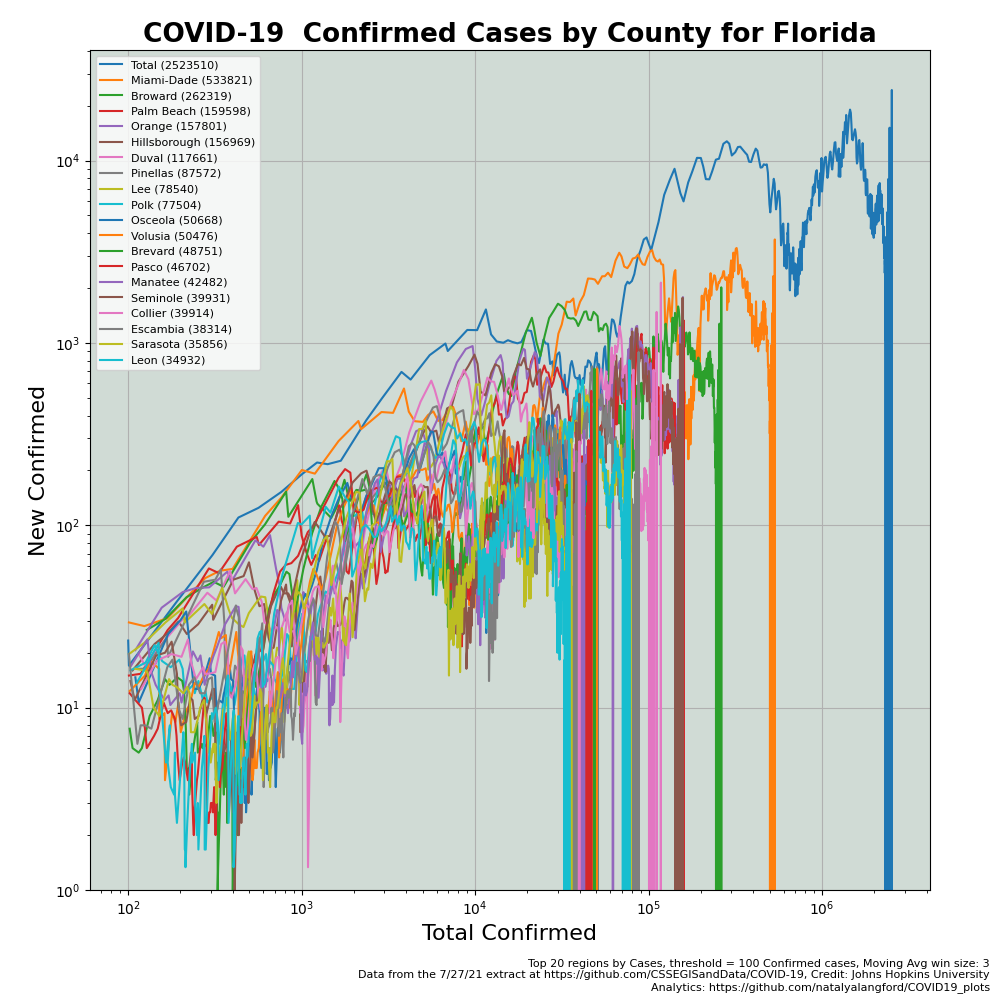 COVID-19  Confirmed Cases by County for Florida
Total (2523510)
Miami-Dade (533821)
Broward (262319)
Palm Beach (159598)
Orange (157801)
Hillsborough (156969)
Duval (117661)
Pinellas (87572)
Lee (78540)
Polk (77504)
Osceola (50668)
Volusia (50476)
Brevard (48751)
Pasco (46702)
Manatee (42482)
Seminole (39931)
Collier (39914)
Escambia (38314)
Sarasota (35856)
Leon (34932)
New Confirmed
10⁴
10³
10²
10¹
10⁰
10² 10³ 10⁴ 10⁵ 10⁶
Total Confirmed
Top 20 regions by Cases, threshold = 100 Confirmed cases, Moving Avg win size: 3
Data from the 7/27/21 extract at https://github.com/CSSEGISandData/COVID-19, Credit: Johns Hopkins University
Analytics: https://github.com/natalyalangford/COVID19_plots